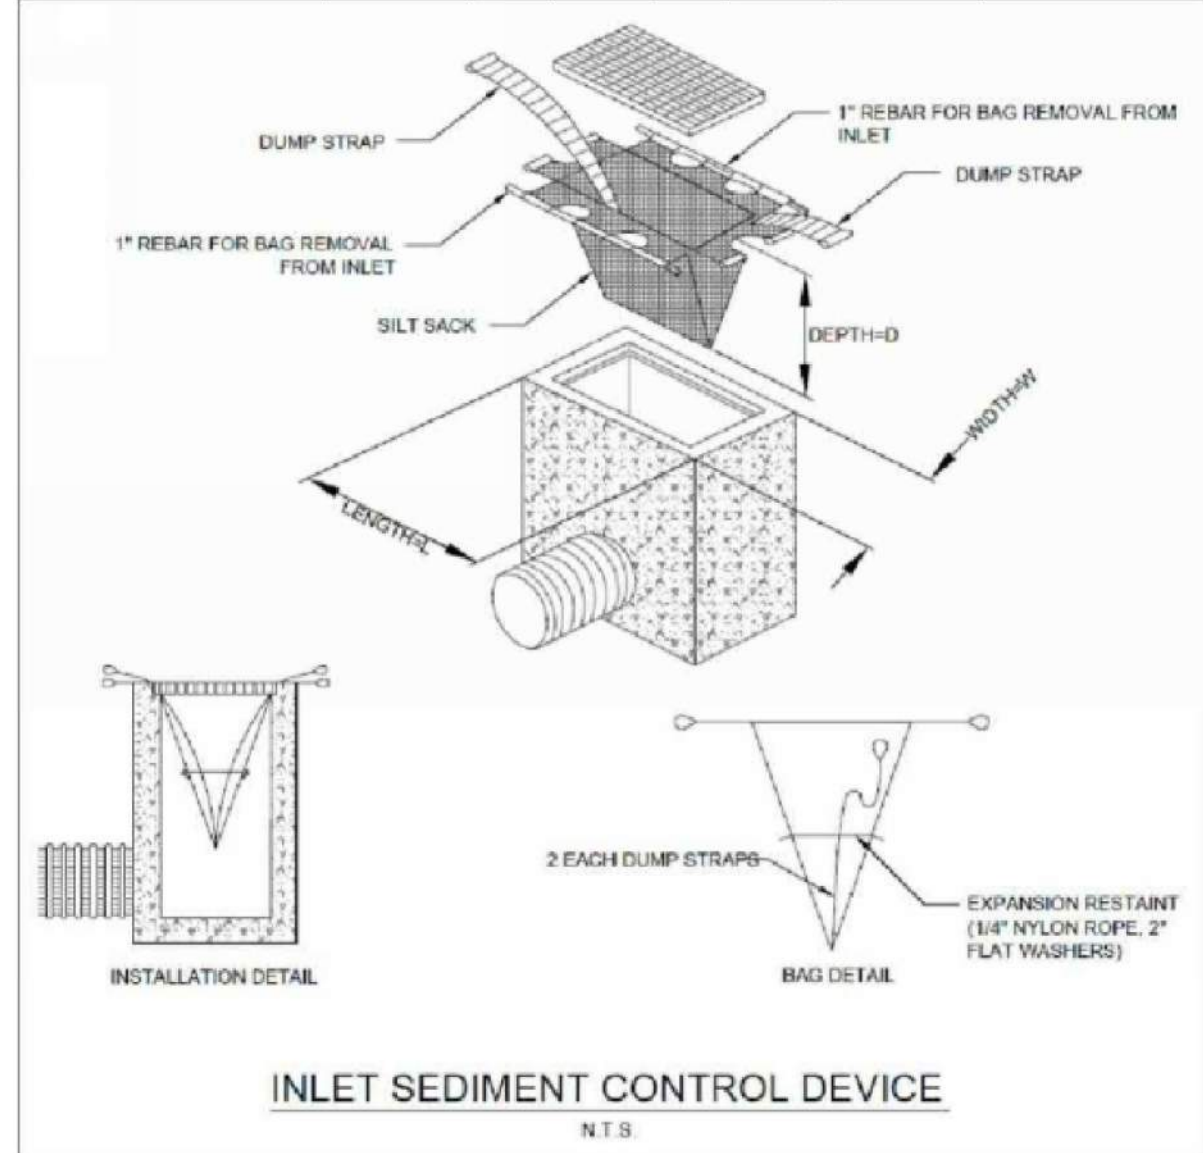 DUMP STRAP
1" REBAR FOR BAG REMOVAL FROM
INLET
DUMP STRAP
1" REBAR FOR BAG REMOVAL
FROM INLET
SILT SACK
DEPTH=D
WIDTH=W
LENGTH=L
2 EACH DUMP STRAPS
EXPANSION RESTAINT
(1/4" NYLON ROPE, 2"
FLAT WASHERS)
INSTALLATION DETAIL
BAG DETAIL
INLET SEDIMENT CONTROL DEVICE
N.T.S.